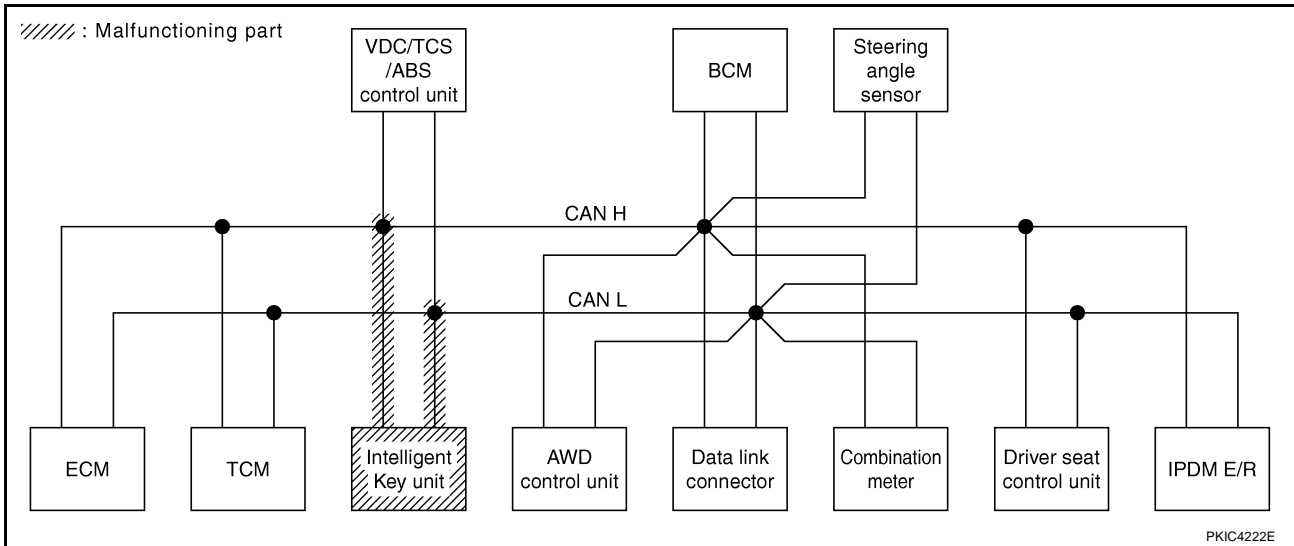 : Malfunctioning part
VDC/TCS
/ABS
control unit
BCM
Steering
angle
sensor
CAN H
CAN L
ECM
TCM
Intelligent
Key unit
AWD
control unit
Data link
connector
Combination
meter
Driver seat
control unit
IPDM E/R
PKIC4222E